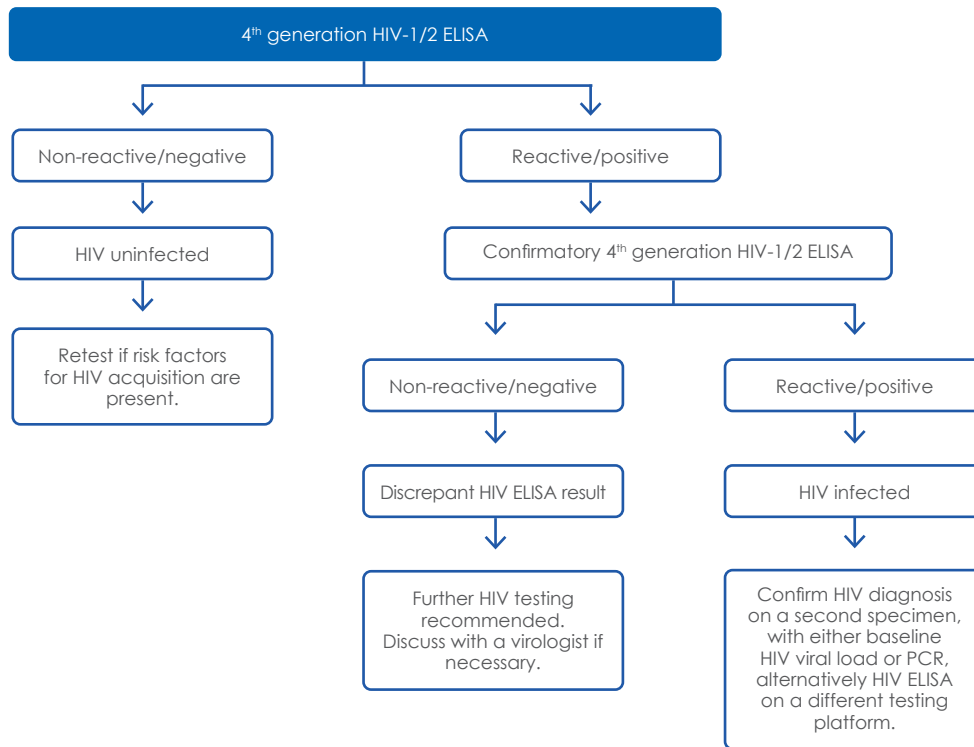 4th generation HIV-1/2 ELISA
Non-reactive/negative
Reactive/positive
HIV uninfected
Confirmatory 4th generation HIV-1/2 ELISA
Retest if risk factors
for HIV acquisition are
present.
Non-reactive/negative
Reactive/positive
Discrepant HIV ELISA result
HIV infected
Further HIV testing
recommended.
Discuss with a virologist if
necessary.
Confirm HIV diagnosis
on a second specimen,
with either baseline
HIV viral load or PCR,
alternatively HIV ELISA
on a different testing
platform.